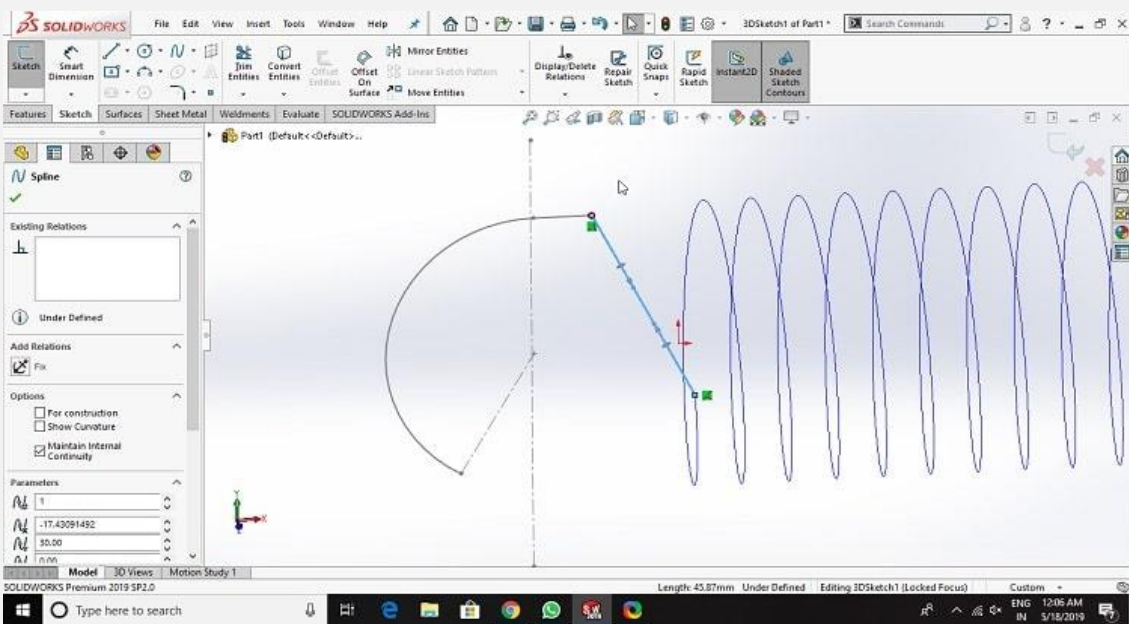 SOLIDWORKS
File Edit View Insert Tools Window Help
3DSketch1 of Part1 *
Search Commands
Sketch
Smart Dimension
Trim Entities
Convert Entities
Offset Entities
Offset On Surface
Mirror Entities
Linear Sketch Pattern
Move Entities
Display/Delete Relations
Repair Sketch
Quick Snaps
Rapid Sketch
Instant2D
Shaded Sketch Contours
Features Sketch Surfaces Sheet Metal Weldments Evaluate SOLIDWORKS Add-Ins
Part1 (Default<<Default>...
Spline
Existing Relations
Under Defined
Add Relations
Fix
Options
For construction
Show Curvature
Maintain Internal Continuity
Parameters
1
-17.43091492
30.00
0.00
Y
X
Model 3D Views Motion Study 1
SOLIDWORKS Premium 2019 SP2.0
Length: 45.87mm Under Defined Editing 3DSketch1 (Locked Focus) Custom
Type here to search
ENG 12:06 AM
IN 5/18/2019